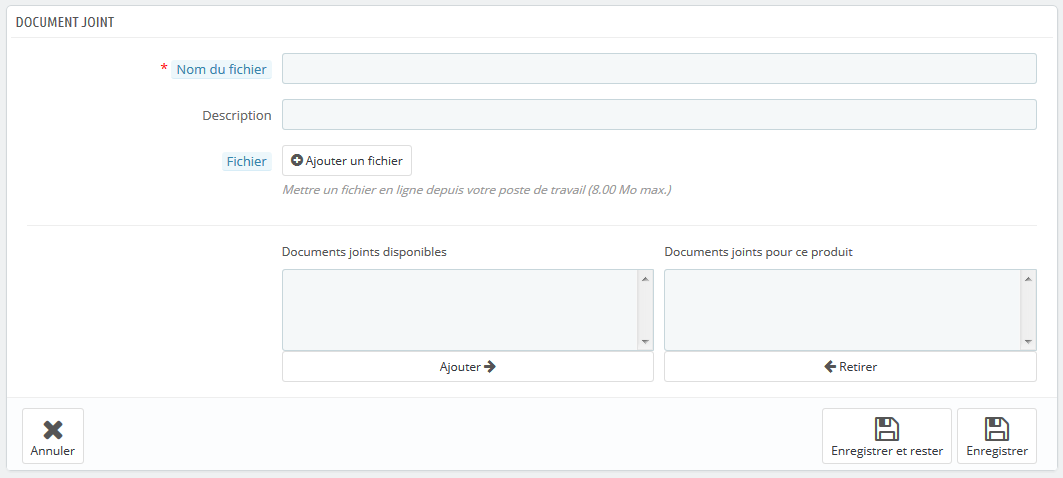 DOCUMENT JOINT
* Nom du fichier
Description
Fichier
Ajouter un fichier
Mettre un fichier en ligne depuis votre poste de travail (8.00 Mo max.)
Documents joints disponibles
Documents joints pour ce produit
Ajouter
Retirer
Annuler
Enregistrer et rester
Enregistrer